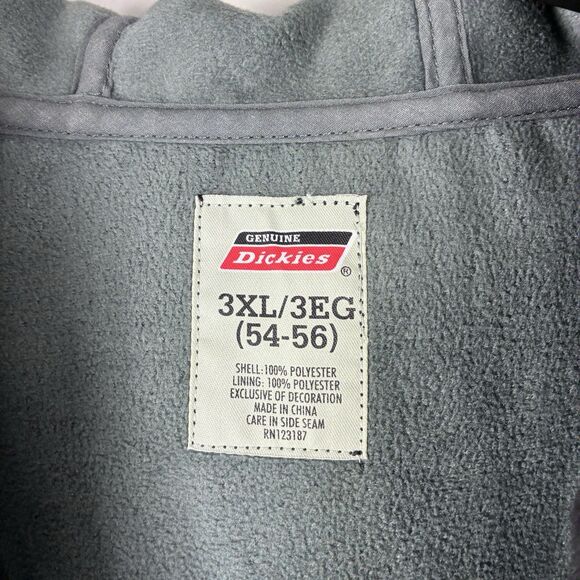 GENUINE
Dickies
®
3XL/3EG
(54-56)
SHELL:100% POLYESTER
LINING: 100% POLYESTER
EXCLUSIVE OF DECORATION
MADE IN CHINA
CARE IN SIDE SEAM
RN123187